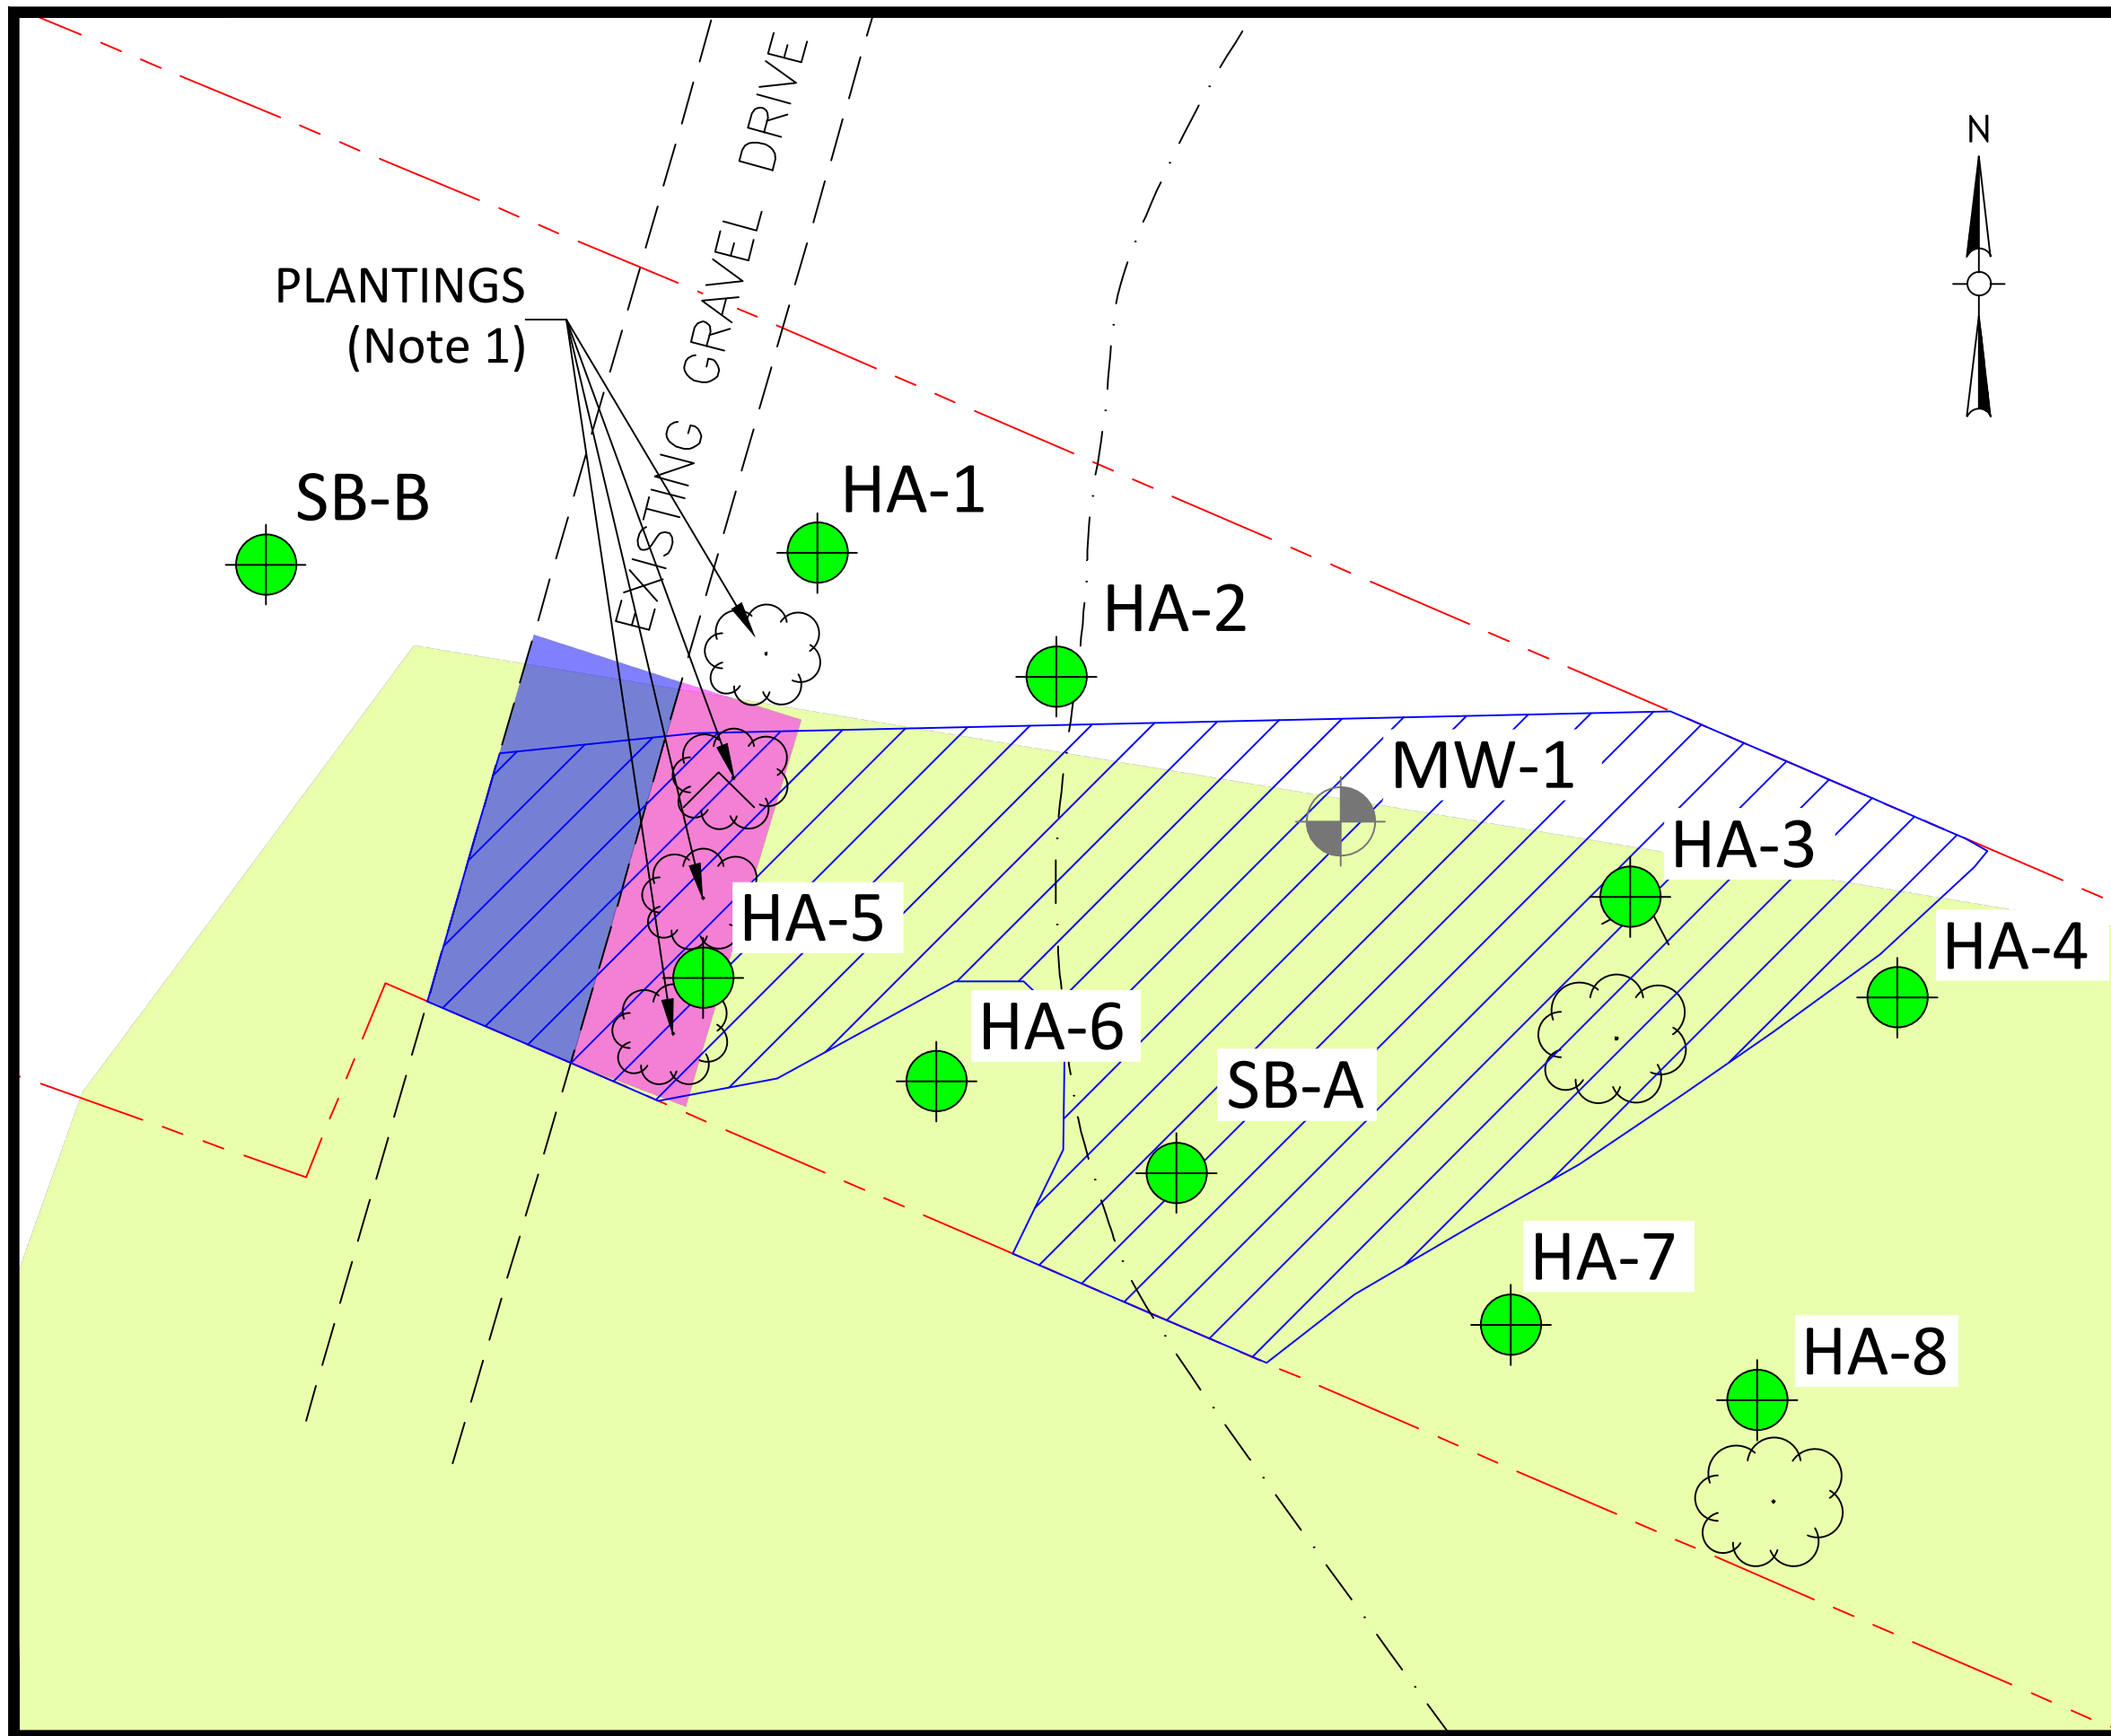 N
EXISTING GRAVEL DRIVE
PLANTINGS
(Note 1)
SB-B
HA-1
HA-2
MW-1
HA-3
HA-5
HA-4
HA-6
SB-A
HA-7
HA-8